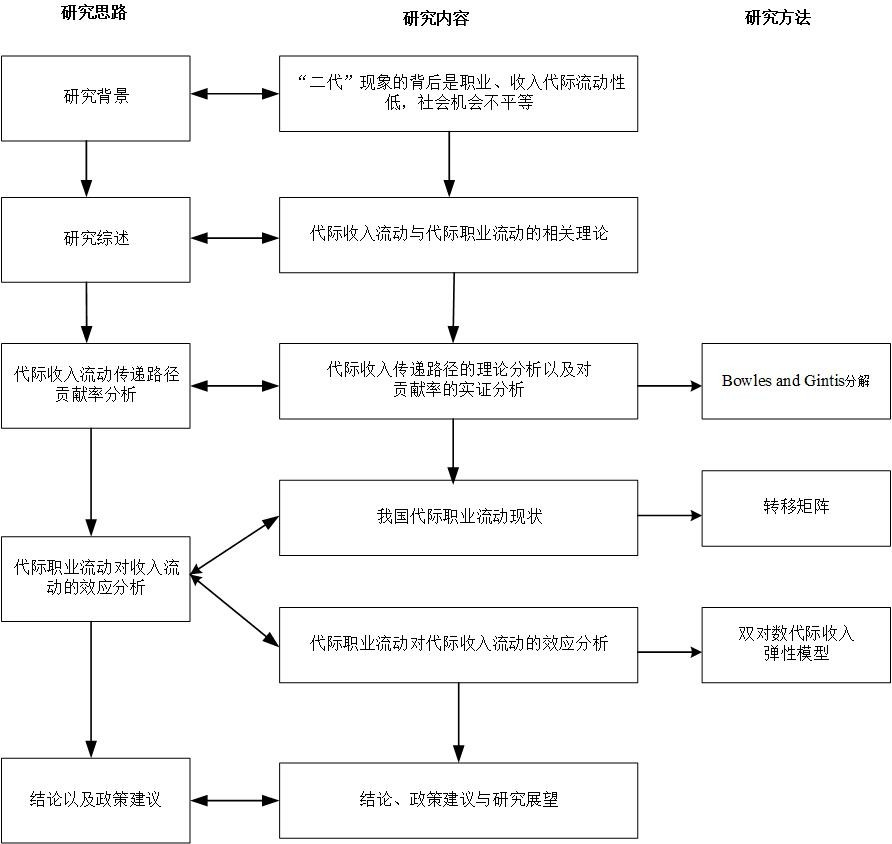 研究思路
研究内容
研究方法
研究背景
“二代”现象的背后是职业、收入代际流动性
低，社会机会不平等
研究综述
代际收入流动与代际职业流动的相关理论
代际收入流动传递路径
贡献率分析
代际收入传递路径的理论分析以及对
贡献率的实证分析
Bowles and Gintis分解
代际职业流动对收入流
动的效应分析
我国代际职业流动现状
转移矩阵
代际职业流动对代际收入流动的效应分析
双对数代际收入
弹性模型
结论以及政策建议
结论、政策建议与研究展望